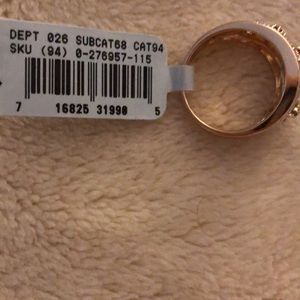 DEPT 026 SUBCAT68 CAT94
SKU (94) 0-276957-115
7 16825 31990 5